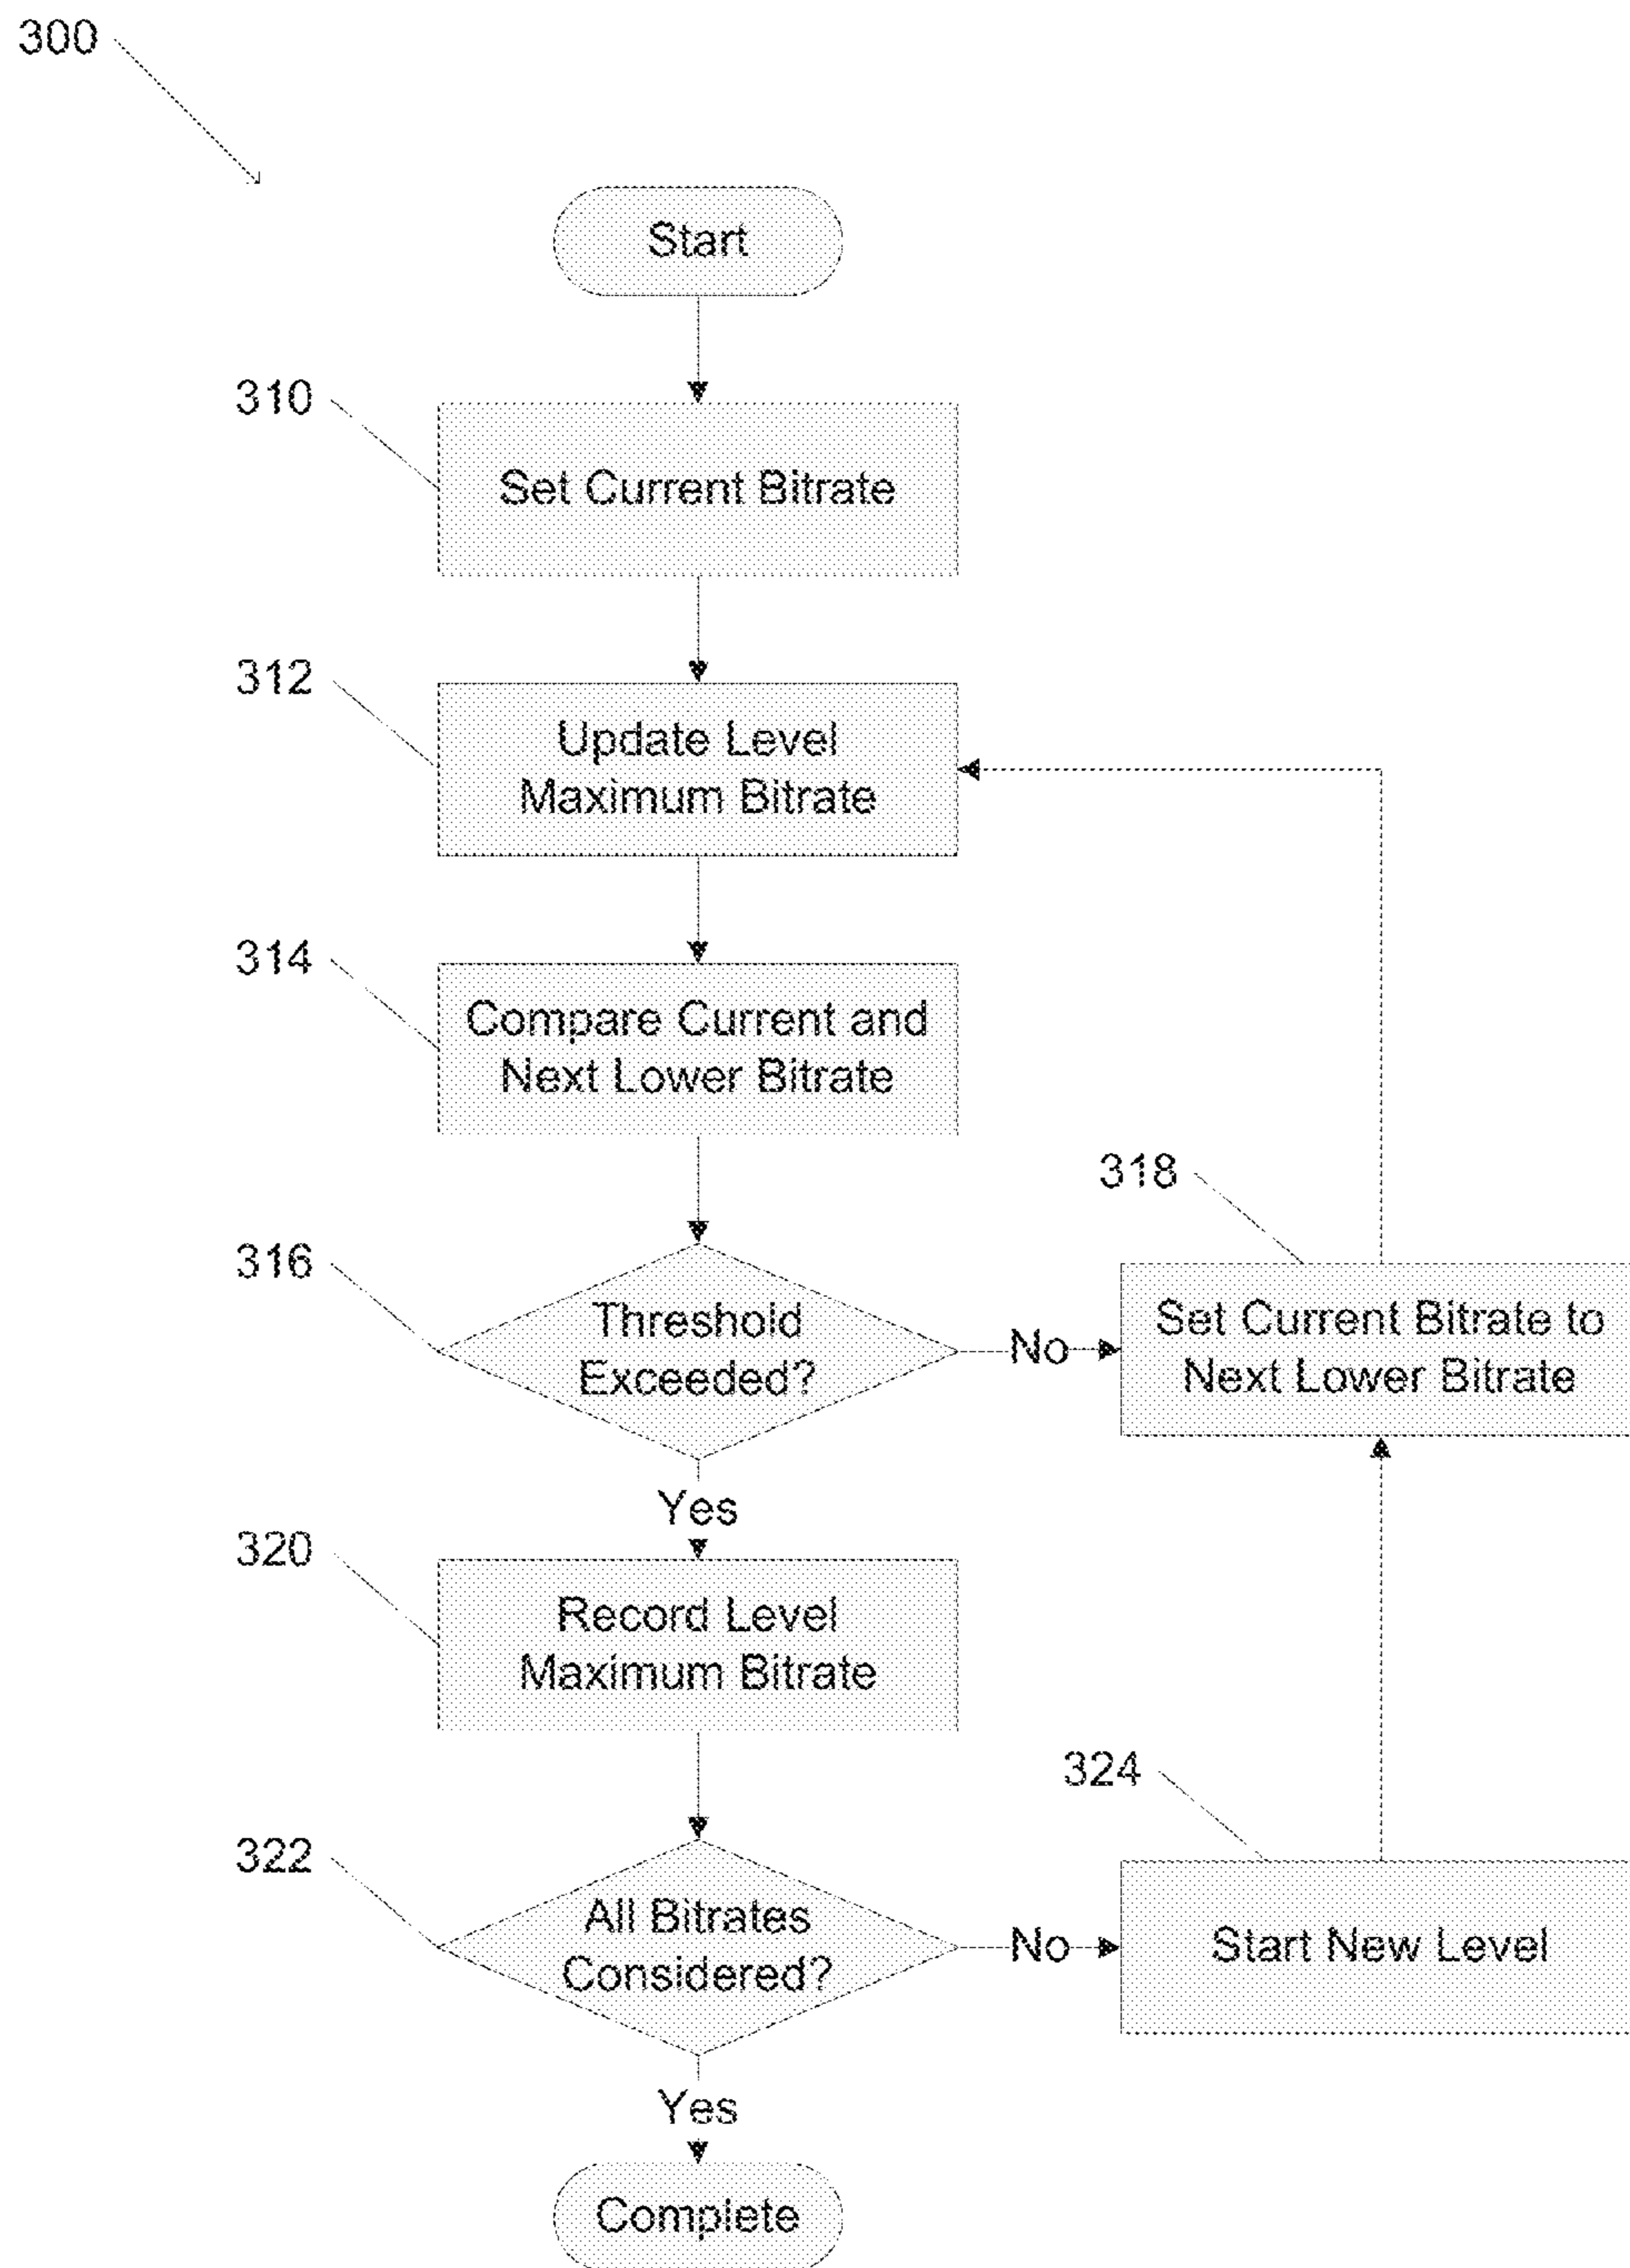 300
Start
310
Set Current Bitrate
312
Update Level
Maximum Bitrate
314
Compare Current and
Next Lower Bitrate
316
Threshold
Exceeded?
No
318
Set Current Bitrate to
Next Lower Bitrate
Yes
320
Record Level
Maximum Bitrate
322
All Bitrates
Considered?
No
324
Start New Level
Yes
Complete